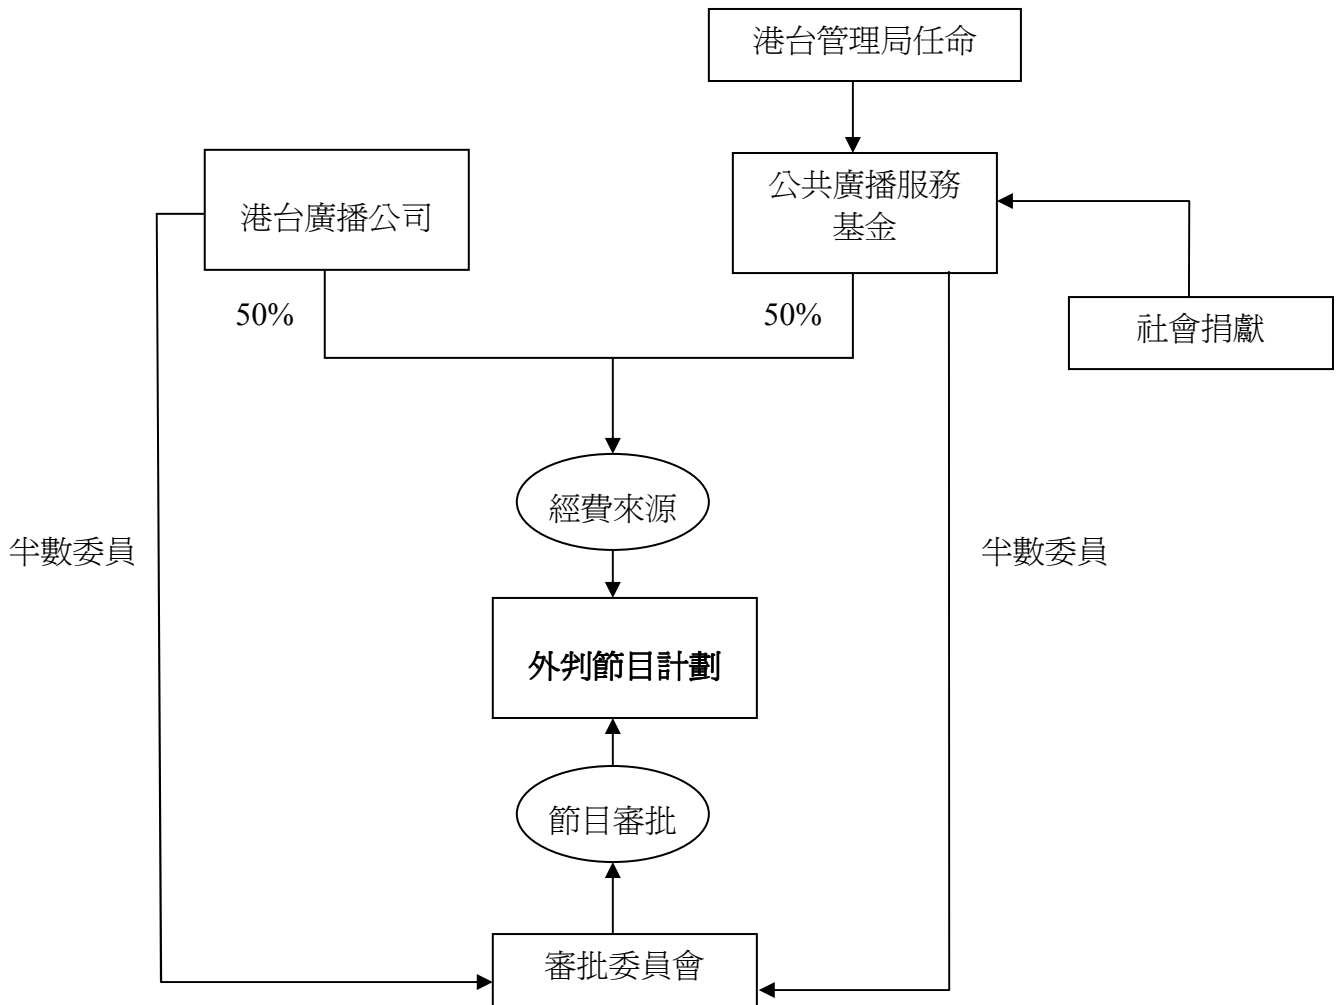 港台管理局任命
港台廣播公司
公共廣播服務
基金
50%
50%
社會捐獻
經費來源
半數委員
半數委員
外判節目計劃
節目審批
審批委員會